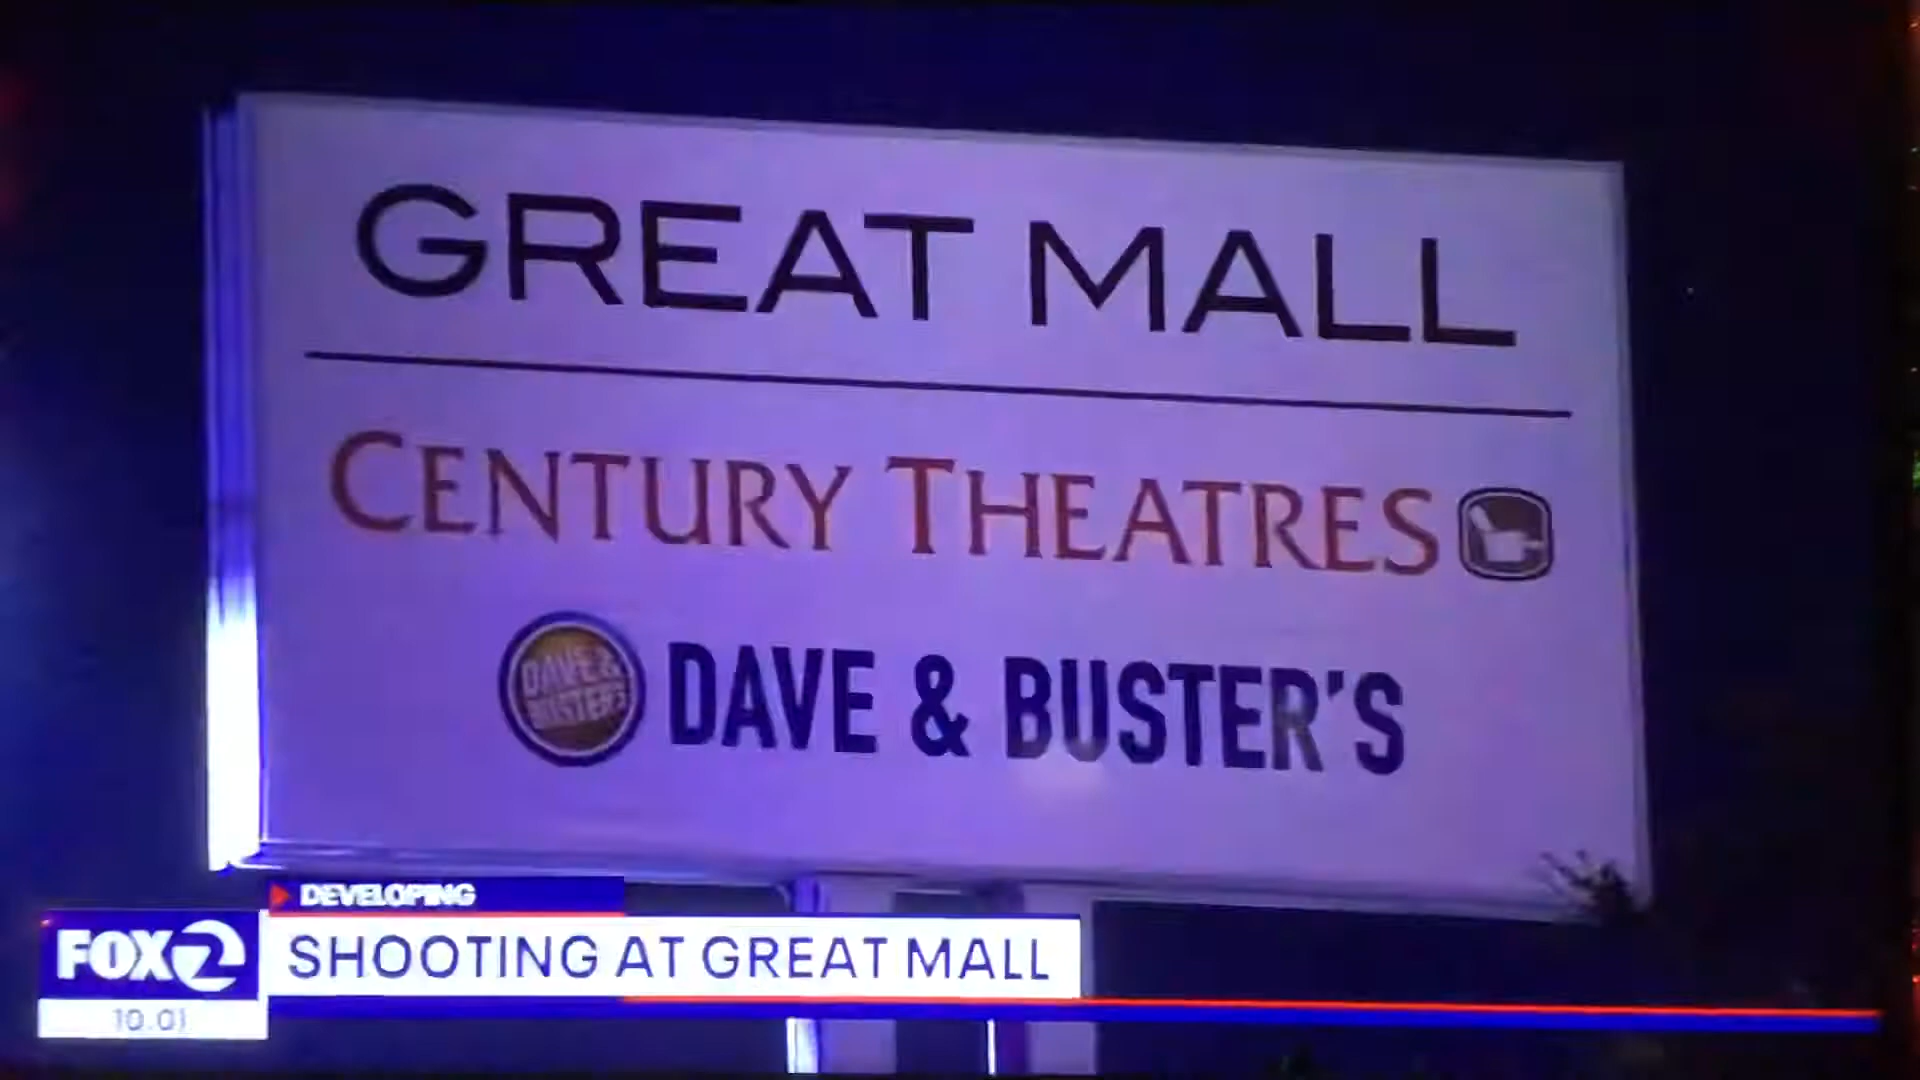 GREAT MALL
CENTURY THEATRES
DAVE & BUSTER'S
DAVE & BUSTER'S
DEVELOPING
FOX 2
SHOOTING AT GREAT MALL
10:01